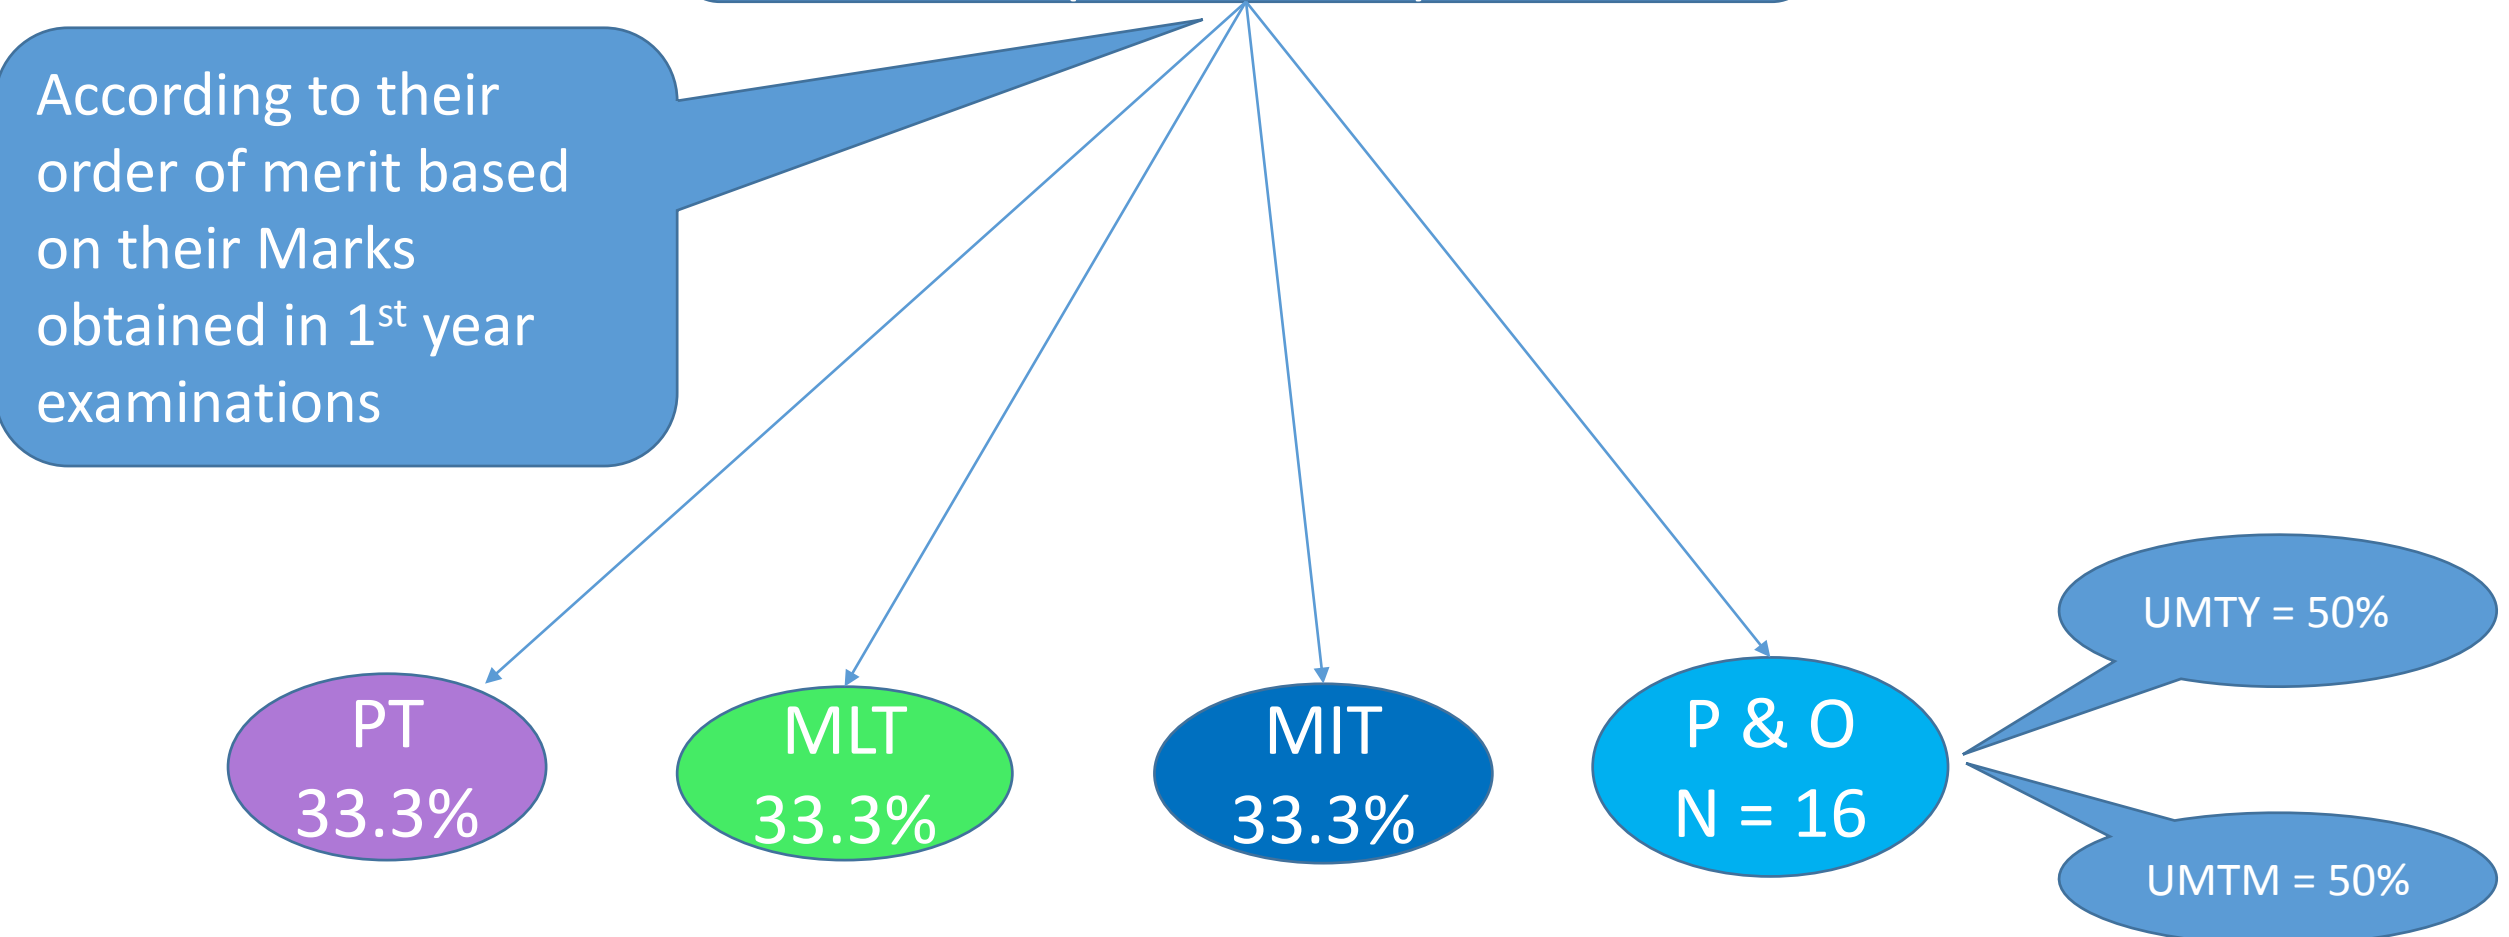 According to their
order of merit based
on their Marks
obtained in 1st year
examinations
UMTY = 50%
PT
33.3%
MLT
33.3%
MIT
33.3%
P & O
N = 16
UMTM = 50%